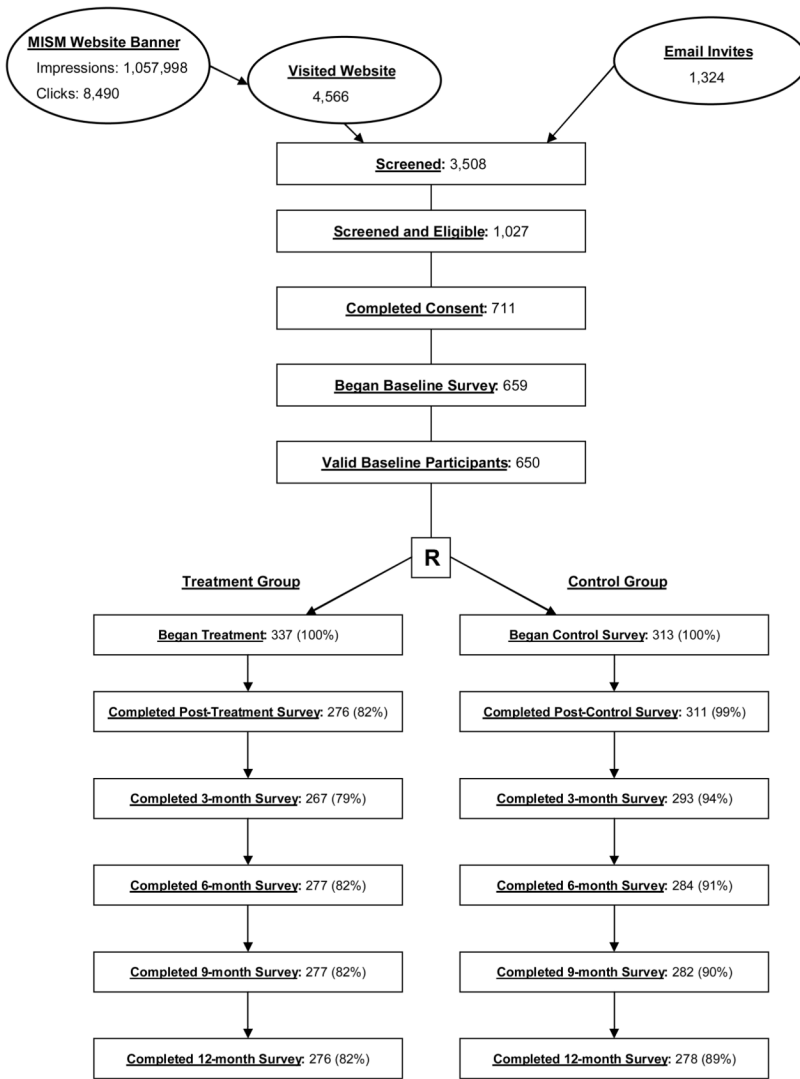 MISM Website Banner
Impressions: 1,057,998
Clicks: 8,490
Visited Website
4,566
Email Invites
1,324
Screened: 3,508
Screened and Eligible: 1,027
Completed Consent: 711
Began Baseline Survey: 659
Valid Baseline Participants: 650
R
Treatment Group
Control Group
Began Treatment: 337 (100%)
Began Control Survey: 313 (100%)
Completed Post-Treatment Survey: 276 (82%)
Completed Post-Control Survey: 311 (99%)
Completed 3-month Survey: 267 (79%)
Completed 3-month Survey: 293 (94%)
Completed 6-month Survey: 277 (82%)
Completed 6-month Survey: 284 (91%)
Completed 9-month Survey: 277 (82%)
Completed 9-month Survey: 282 (90%)
Completed 12-month Survey: 276 (82%)
Completed 12-month Survey: 278 (89%)